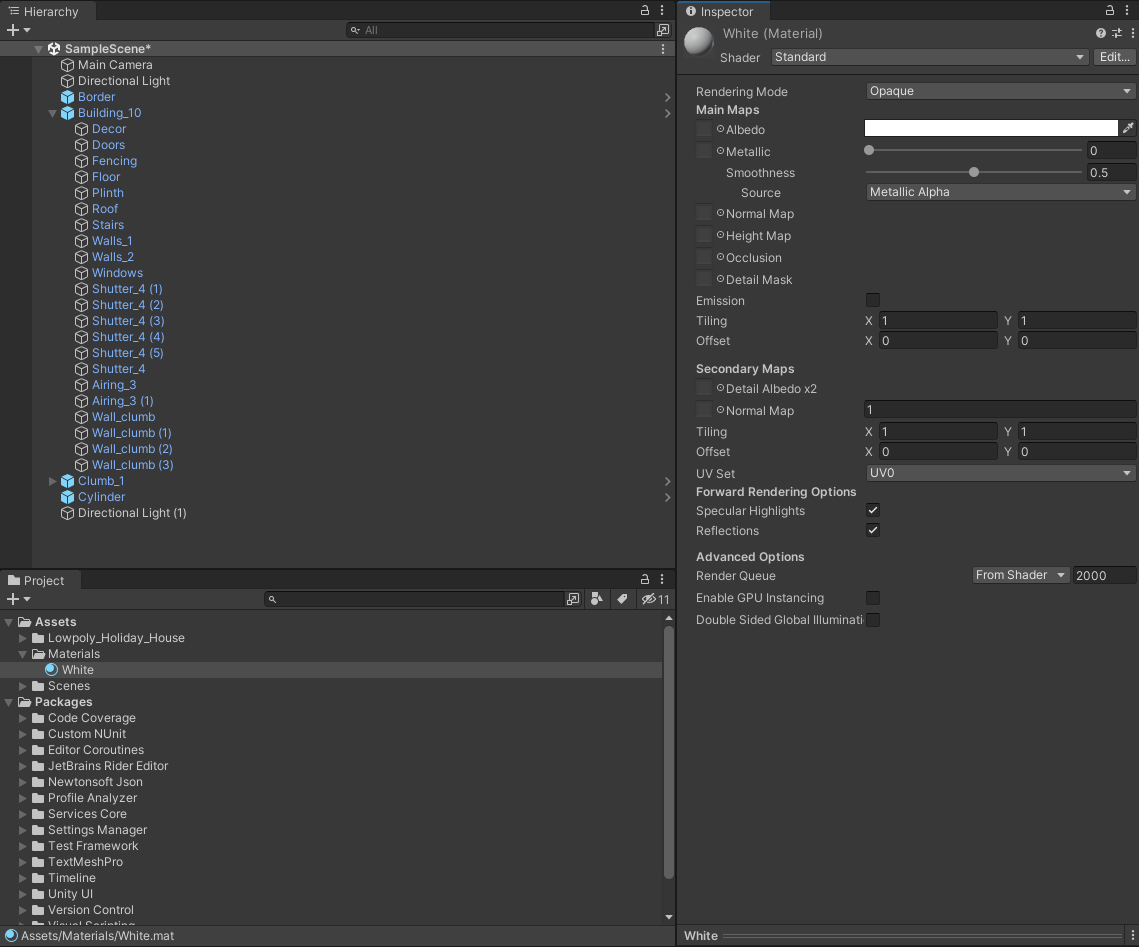 Hierarchy
All
SampleScene*
Main Camera
Directional Light
Border
Building_10
Decor
Doors
Fencing
Floor
Plinth
Roof
Stairs
Walls_1
Walls_2
Windows
Shutter_4 (1)
Shutter_4 (2)
Shutter_4 (3)
Shutter_4 (4)
Shutter_4 (5)
Shutter_4
Airing_3
Airing_3 (1)
Wall_clumb
Wall_clumb (1)
Wall_clumb (2)
Wall_clumb (3)
Clumb_1
Cylinder
Directional Light (1)
Project
11
Assets
Lowpoly_Holiday_House
Materials
White
Scenes
Packages
Code Coverage
Custom NUnit
Editor Coroutines
JetBrains Rider Editor
Newtonsoft Json
Profile Analyzer
Services Core
Settings Manager
Test Framework
TextMeshPro
Timeline
Unity UI
Version Control
Visual Scripting
Assets/Materials/White.mat
Inspector
White (Material)
Shader Standard Edit...
Rendering Mode Opaque
Main Maps
Albedo
Metallic 0
Smoothness 0.5
Source Metallic Alpha
Normal Map
Height Map
Occlusion
Detail Mask
Emission
Tiling X 1 Y 1
Offset X 0 Y 0
Secondary Maps
Detail Albedo x2
Normal Map 1
Tiling X 1 Y 1
Offset X 0 Y 0
UV Set UV0
Forward Rendering Options
Specular Highlights
Reflections
Advanced Options
Render Queue From Shader 2000
Enable GPU Instancing
Double Sided Global Illuminati
White